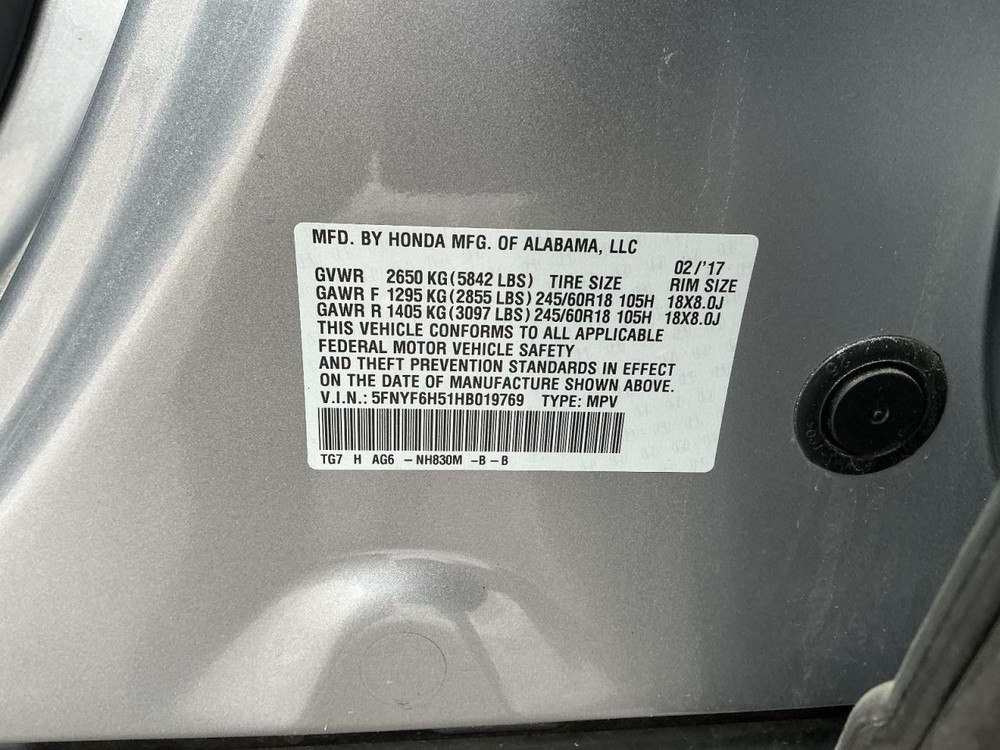 MFD. BY HONDA MFG. OF ALABAMA, LLC
02/'17
GVWR 2650 KG(5842 LBS) TIRE SIZE RIM SIZE
GAWR F 1295 KG(2855 LBS) 245/60R18 105H 18X8.0J
GAWR R 1405 KG(3097 LBS) 245/60R18 105H 18X8.0J
THIS VEHICLE CONFORMS TO ALL APPLICABLE
FEDERAL MOTOR VEHICLE SAFETY
AND THEFT PREVENTION STANDARDS IN EFFECT
ON THE DATE OF MANUFACTURE SHOWN ABOVE.
V.I.N.: 5FNYF6H51HB019769 TYPE: MPV
TG7 H AG6 -NH830M -B-B